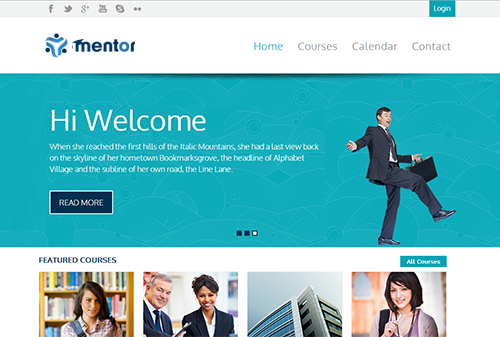 Login
mentor
Home Courses Calendar Contact
Hi Welcome
When she reached the first hills of the Italic Mountains, she had a last view back
on the skyline of her hometown Bookmarksgrove, the headline of Alphabet
Village and the subline of her own road, the Line Lane.
READ MORE
FEATURED COURSES
All Courses